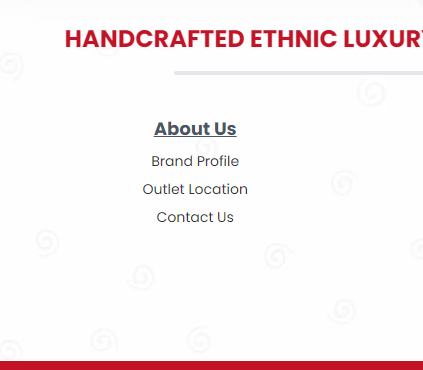 HANDCRAFTED ETHNIC LUXURY
About Us
Brand Profile
Outlet Location
Contact Us